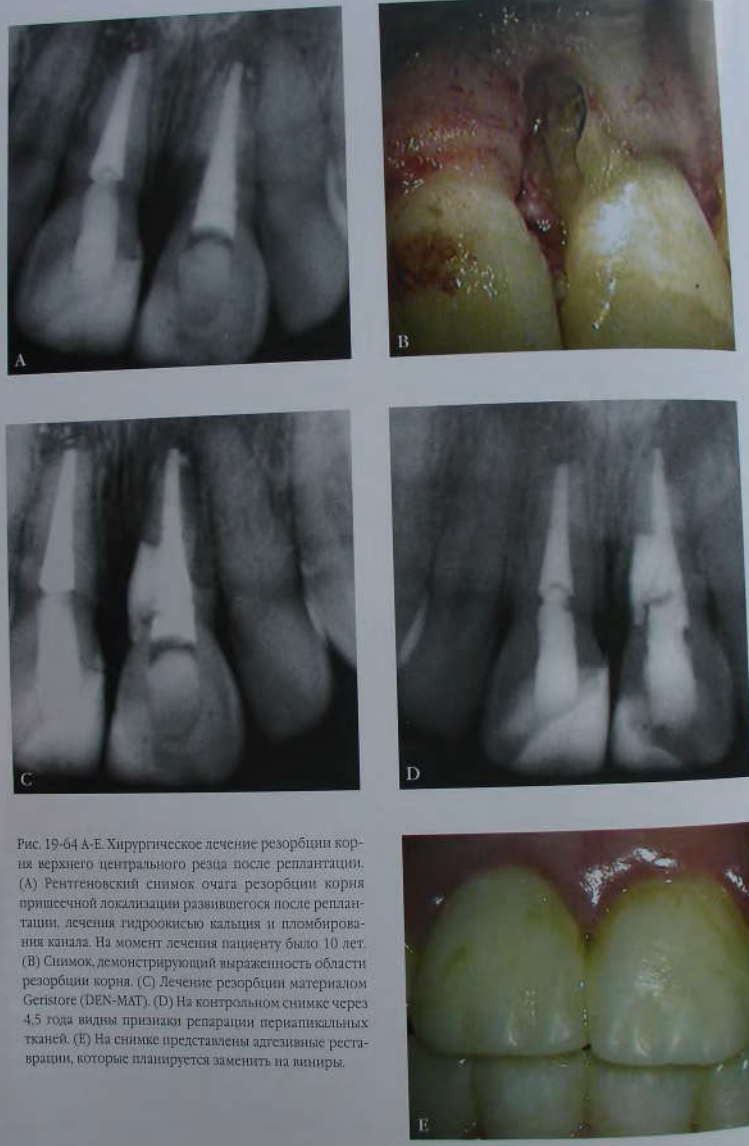 A
B
C
D
Рис. 19-64 А-Е. Хирургическое лечение резорбции кор-
ня верхнего центрального резца после реплантации.
(А) Рентгеновский снимок очага резорбции корня
пришеечной локализации развившегося после реплан-
тации, лечения гидроокисью кальция и пломбирова-
ния канала. На момент лечения пациенту было 10 лет.
(В) Снимок, демонстрирующий выраженность области
резорбции корня. (С) Лечение резорбции материалом
Geristore (DEN-MAT). (D) На контрольном снимке через
4,5 года видны признаки репарации периапикальных
тканей. (Е) На снимке представлены адгезивные рестав-
врации, которые планируется заменить на виниры.
E